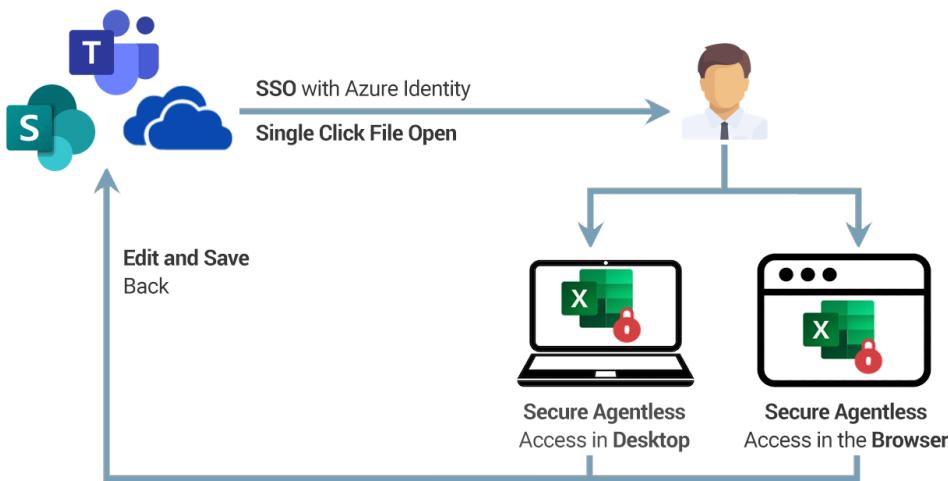 T
S
SSO with Azure Identity
Single Click File Open
Edit and Save
Back
X
X
Secure Agentless
Access in Desktop
Secure Agentless
Access in the Browser